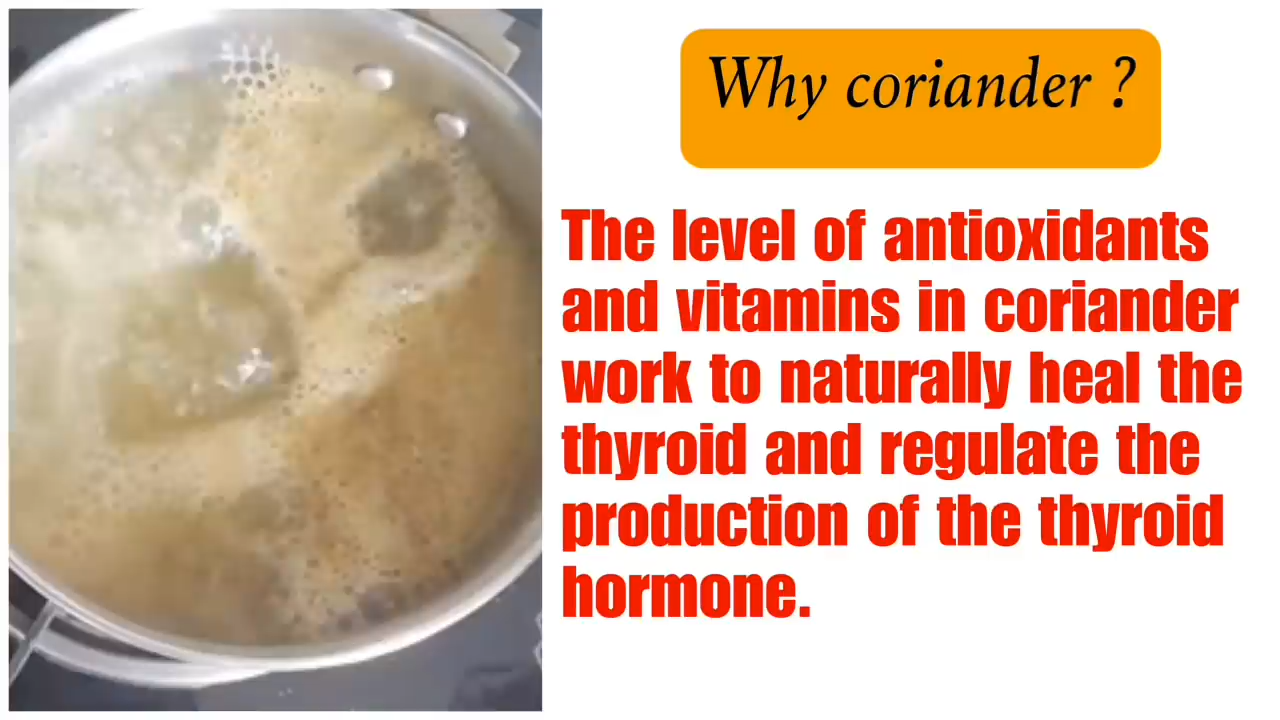 Why coriander ?
The level of antioxidants
and vitamins in coriander
work to naturally heal the
thyroid and regulate the
production of the thyroid
hormone.